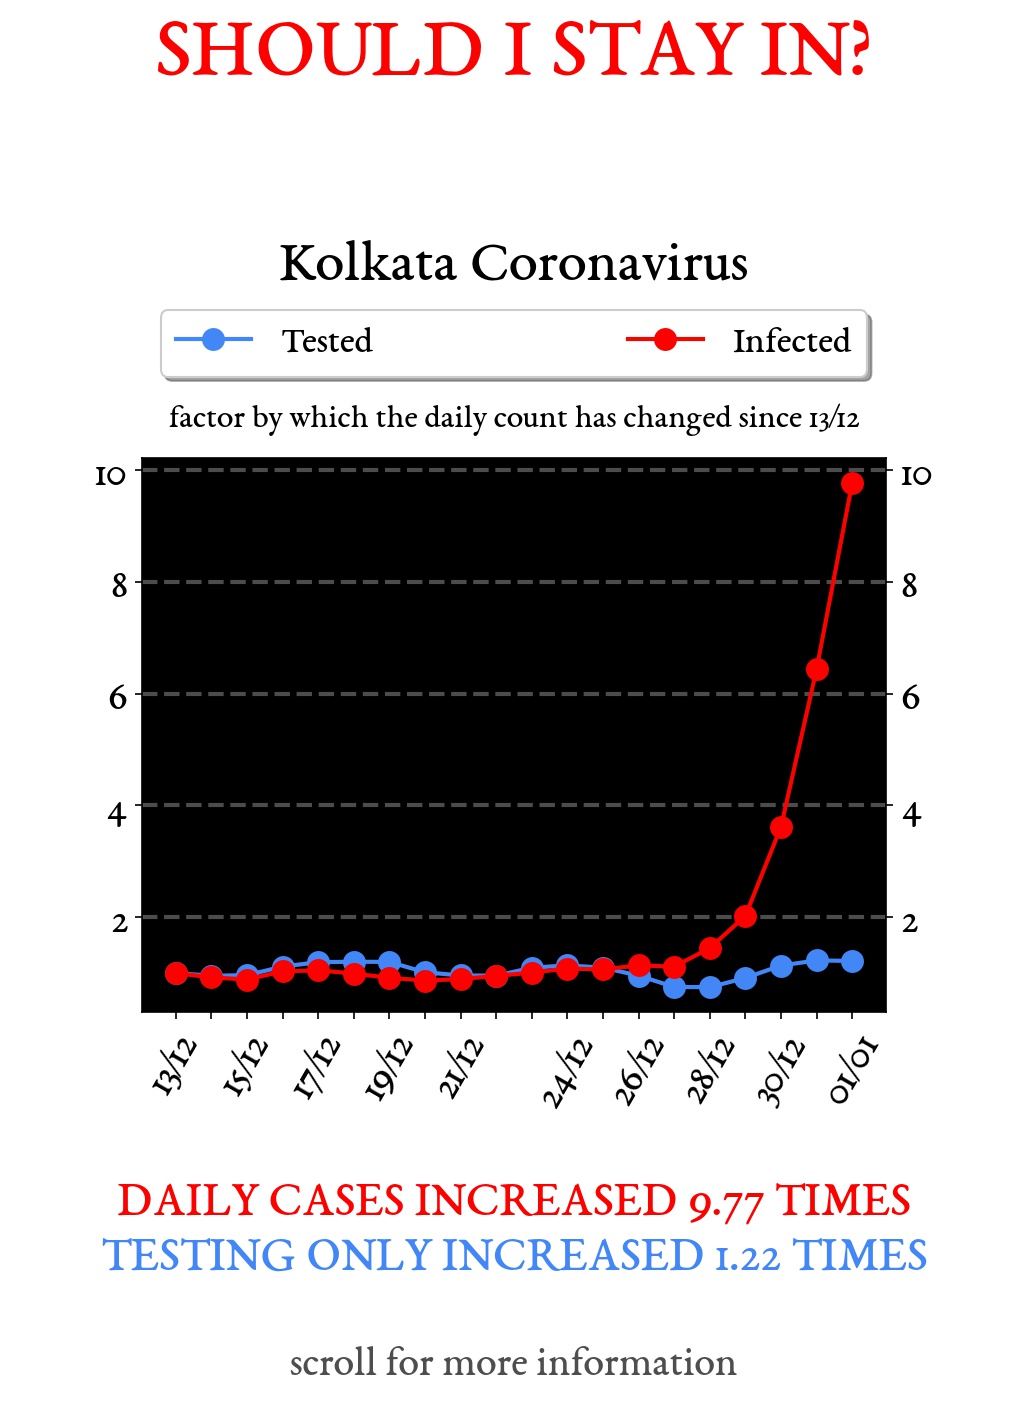 SHOULD I STAY IN?
Kolkata Coronavirus
Tested Infected
factor by which the daily count has changed since 13/12
10 10
8 8
6 6
4 4
2 2
13/12 15/12 17/12 19/12 21/12 24/12 26/12 28/12 30/12 01/01
DAILY CASES INCREASED 9.77 TIMES
TESTING ONLY INCREASED 1.22 TIMES
scroll for more information